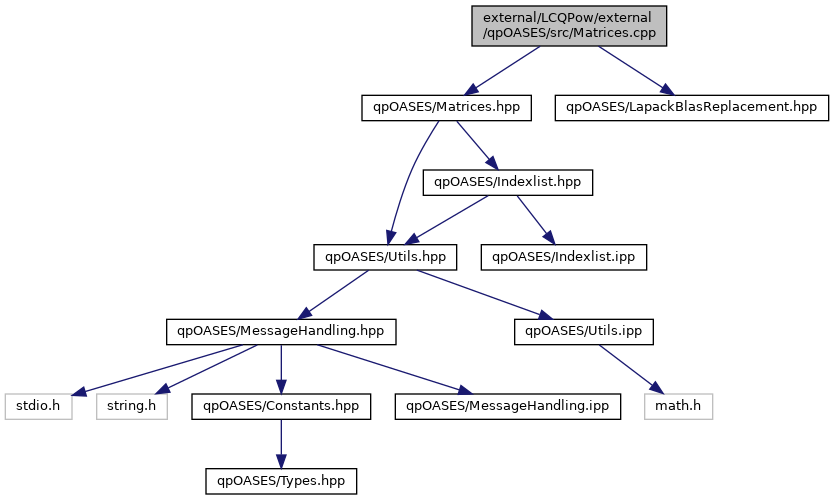 external/LCQPow/external
/qpOASES/src/Matrices.cpp
qpOASES/Matrices.hpp
qpOASES/LapackBlasReplacement.hpp
qpOASES/Indexlist.hpp
qpOASES/Utils.hpp
qpOASES/Indexlist.ipp
qpOASES/MessageHandling.hpp
qpOASES/Utils.ipp
stdio.h
string.h
qpOASES/Constants.hpp
qpOASES/MessageHandling.ipp
math.h
qpOASES/Types.hpp